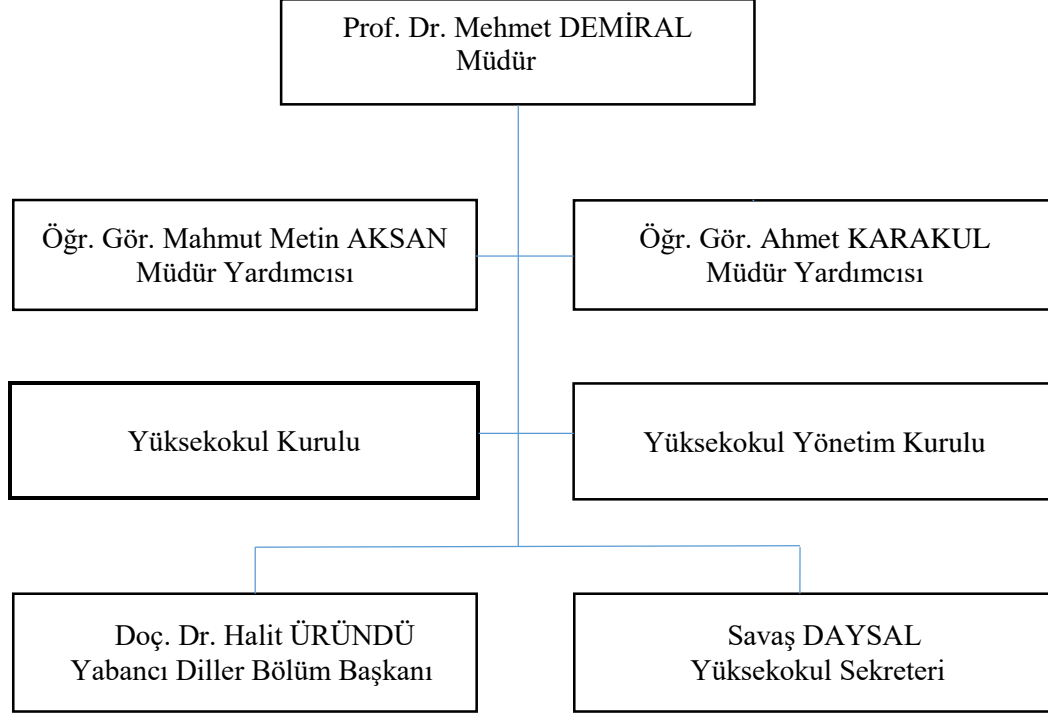 Prof. Dr. Mehmet DEMİRAL
Müdür
Öğr. Gör. Mahmut Metin AKSAN
Müdür Yardımcısı
Öğr. Gör. Ahmet KARAKUL
Müdür Yardımcısı
Yüksekokul Kurulu
Yüksekokul Yönetim Kurulu
Doç. Dr. Halit ÜRÜNDÜ
Yabancı Diller Bölüm Başkanı
Savaş DAYSAL
Yüksekokul Sekreteri